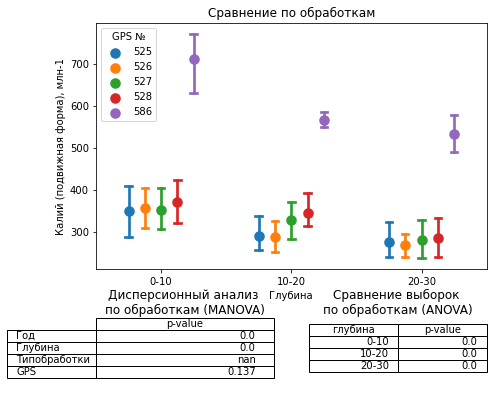 Сравнение по обработкам
Калий (подвижная форма), млн-1
700
600
500
400
300
GPS №
525
526
527
528
586
0-10
10-20
20-30
Глубина
Дисперсионный анализ
по обработкам (MANOVA)
p-value
Год 0.0
Глубина 0.0
Типобработки nan
GPS 0.137
Сравнение выборок
по обработкам (ANOVA)
глубина p-value
0-10 0.0
10-20 0.0
20-30 0.0